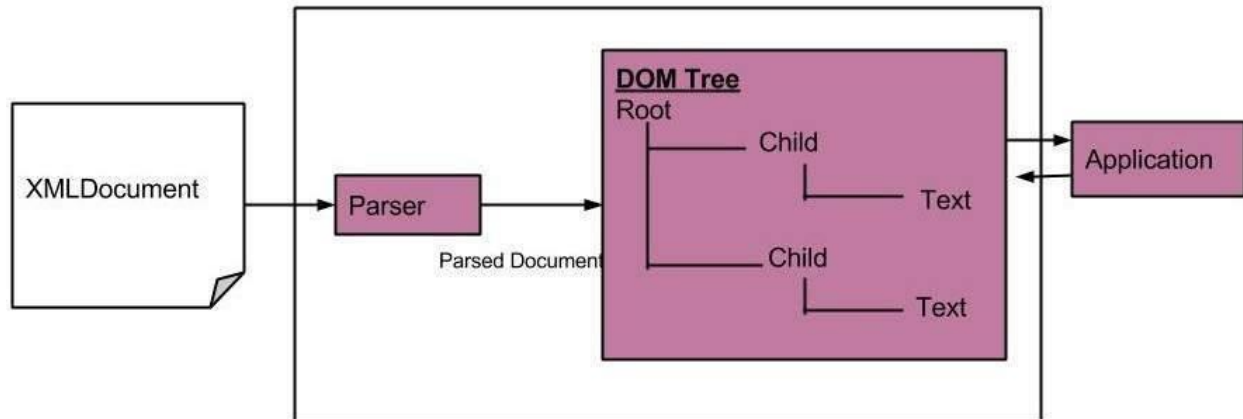 XMLDocument
Parser
Parsed Document
DOM Tree
Root
Child
Text
Child
Text
Application